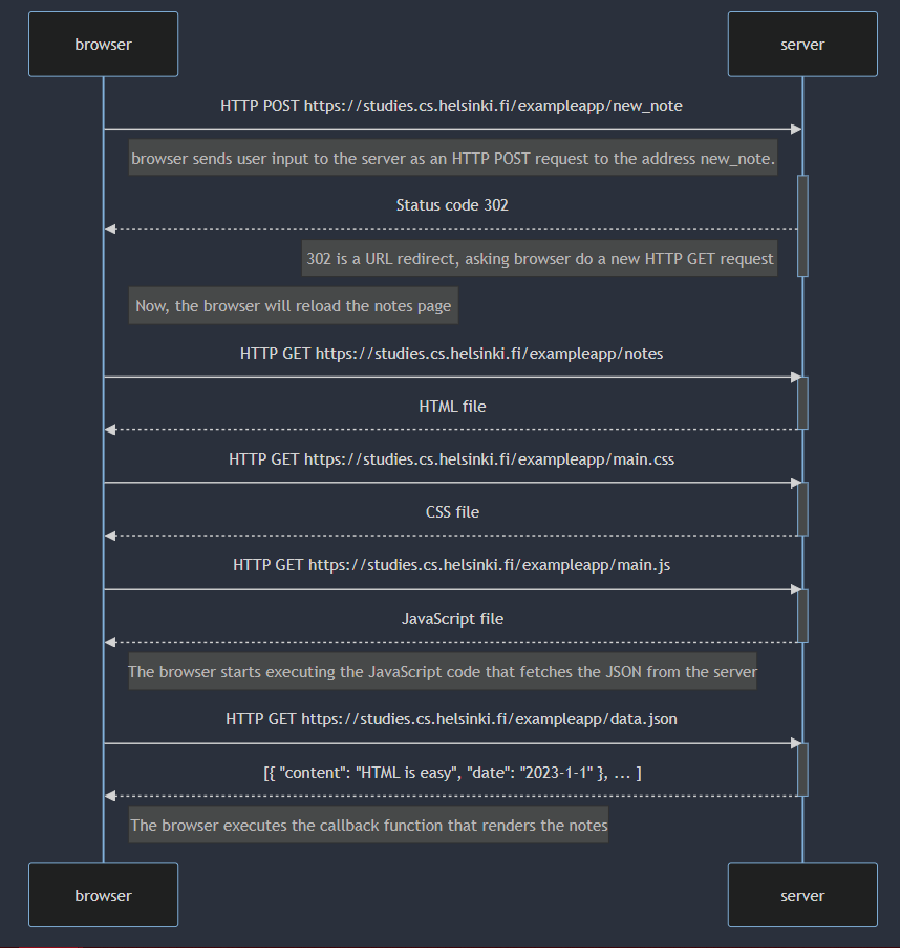 browser
server
HTTP POST https://studies.cs.helsinki.fi/exampleapp/new_note
browser sends user input to the server as an HTTP POST request to the address new_note.
Status code 302
302 is a URL redirect, asking browser do a new HTTP GET request
Now, the browser will reload the notes page
HTTP GET https://studies.cs.helsinki.fi/exampleapp/notes
HTML file
HTTP GET https://studies.cs.helsinki.fi/exampleapp/main.css
CSS file
HTTP GET https://studies.cs.helsinki.fi/exampleapp/main.js
JavaScript file
The browser starts executing the JavaScript code that fetches the JSON from the server
HTTP GET https://studies.cs.helsinki.fi/exampleapp/data.json
[{ "content": "HTML is easy", "date": "2023-1-1" }, ... ]
The browser executes the callback function that renders the notes
browser
server